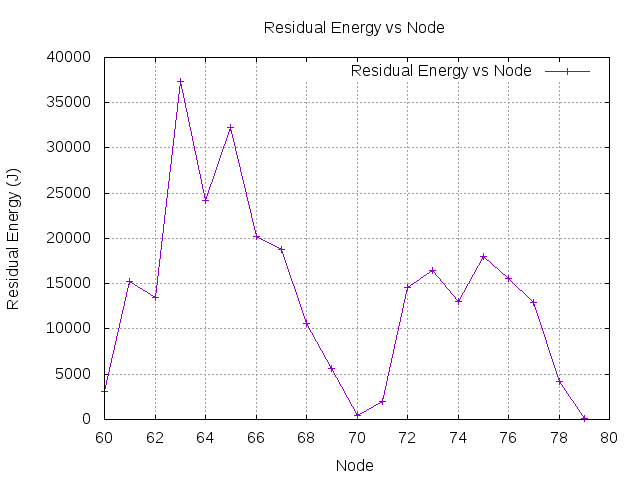 Residual Energy vs Node
Residual Energy vs Node
Residual Energy (J)
40000
35000
30000
25000
20000
15000
10000
5000
0
60 62 64 66 68 70 72 74 76 78 80
Node